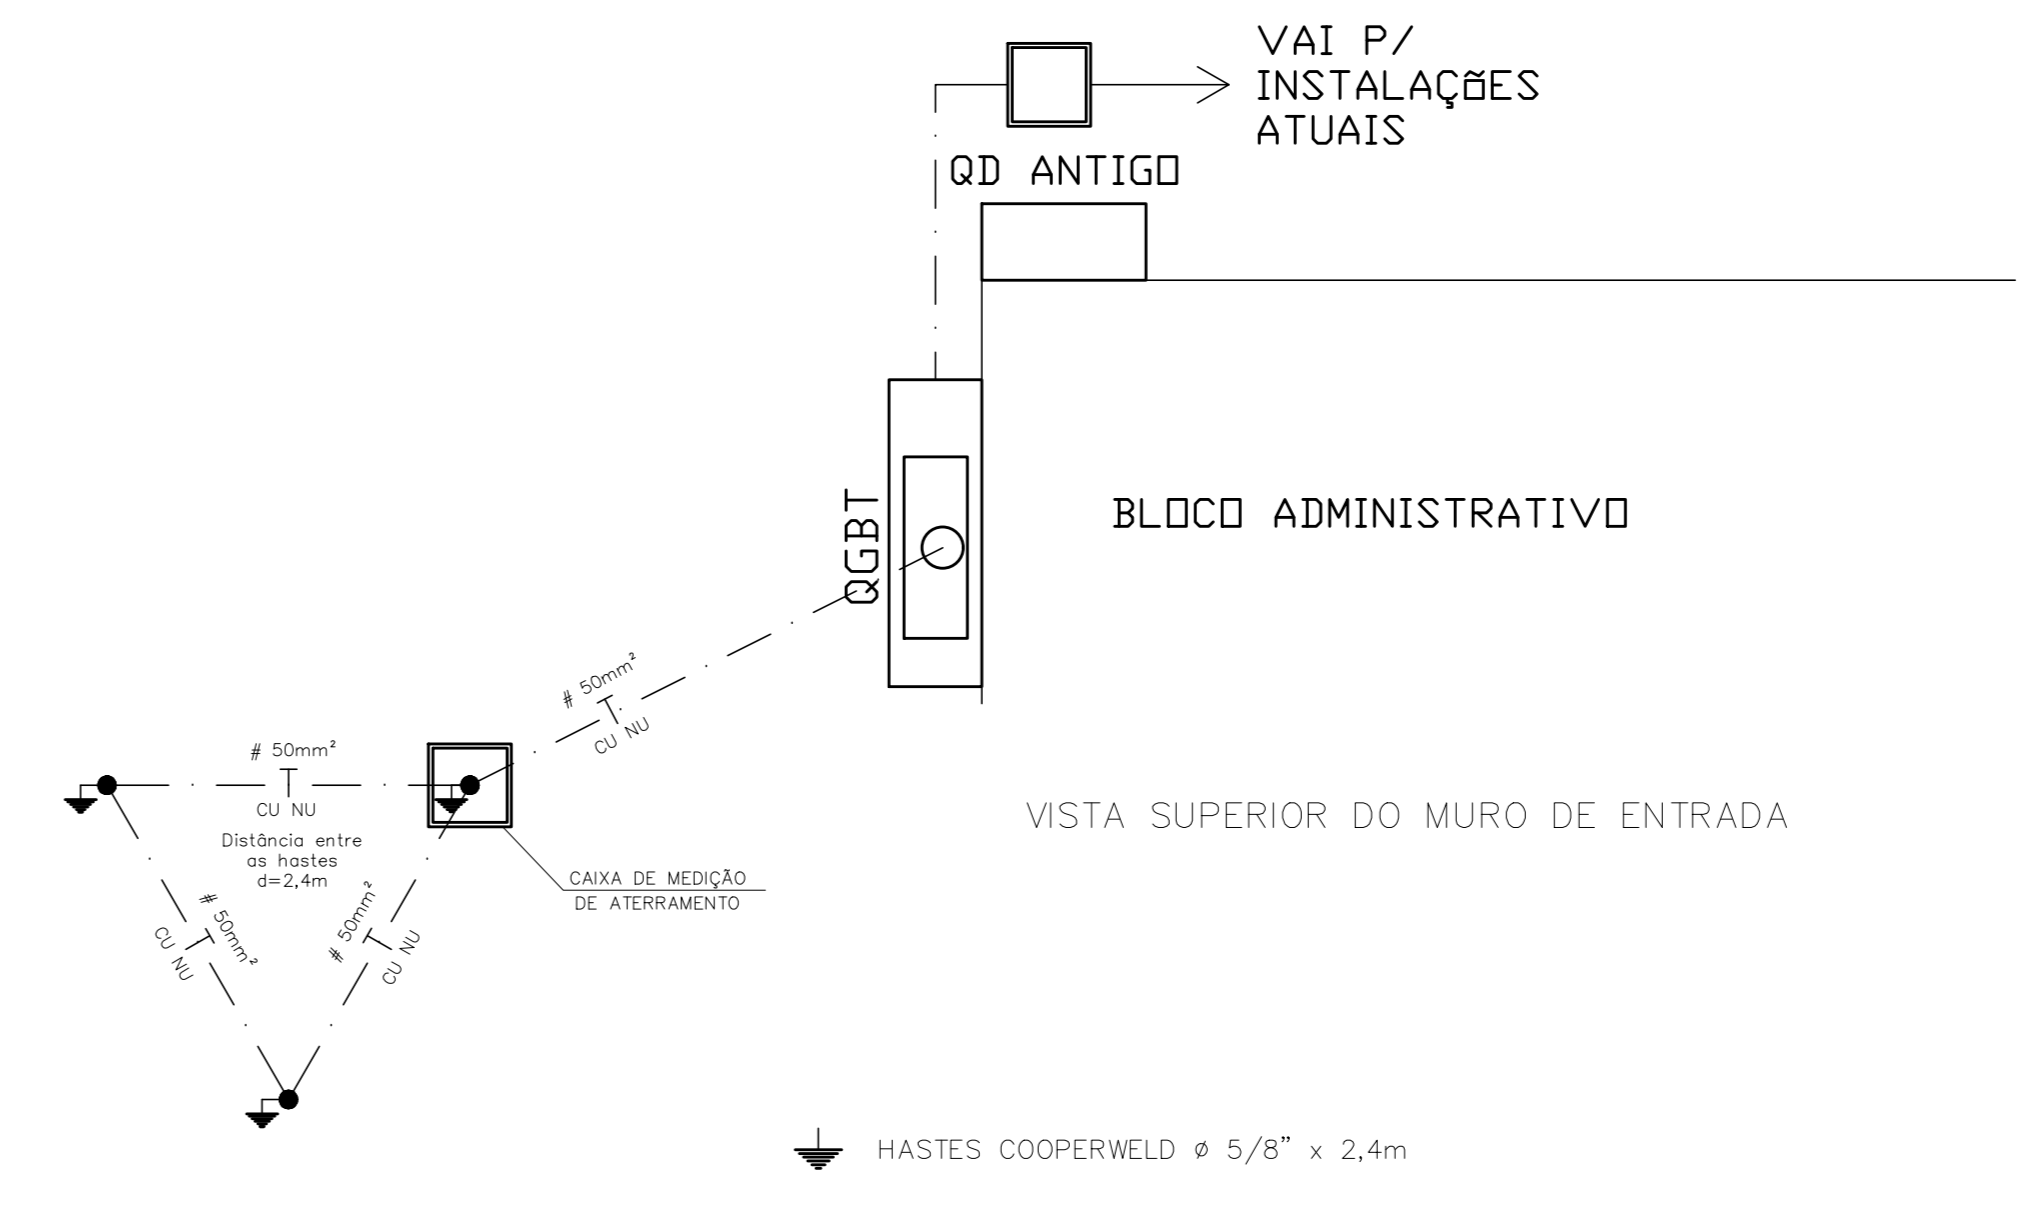 VAI P/
INSTALAÇÕES
ATUAIS
QD ANTIGO
QGBT
BLOCO ADMINISTRATIVO
# 50mm²
CU NU
# 50mm²
CU NU
Distância entre
as hastes
d=2,4m
VISTA SUPERIOR DO MURO DE ENTRADA
CAIXA DE MEDIÇÃO
DE ATERRAMENTO
# 50mm²
CU NU
# 50mm²
CU NU
HASTES COOPERWELD ø 5/8" x 2,4m